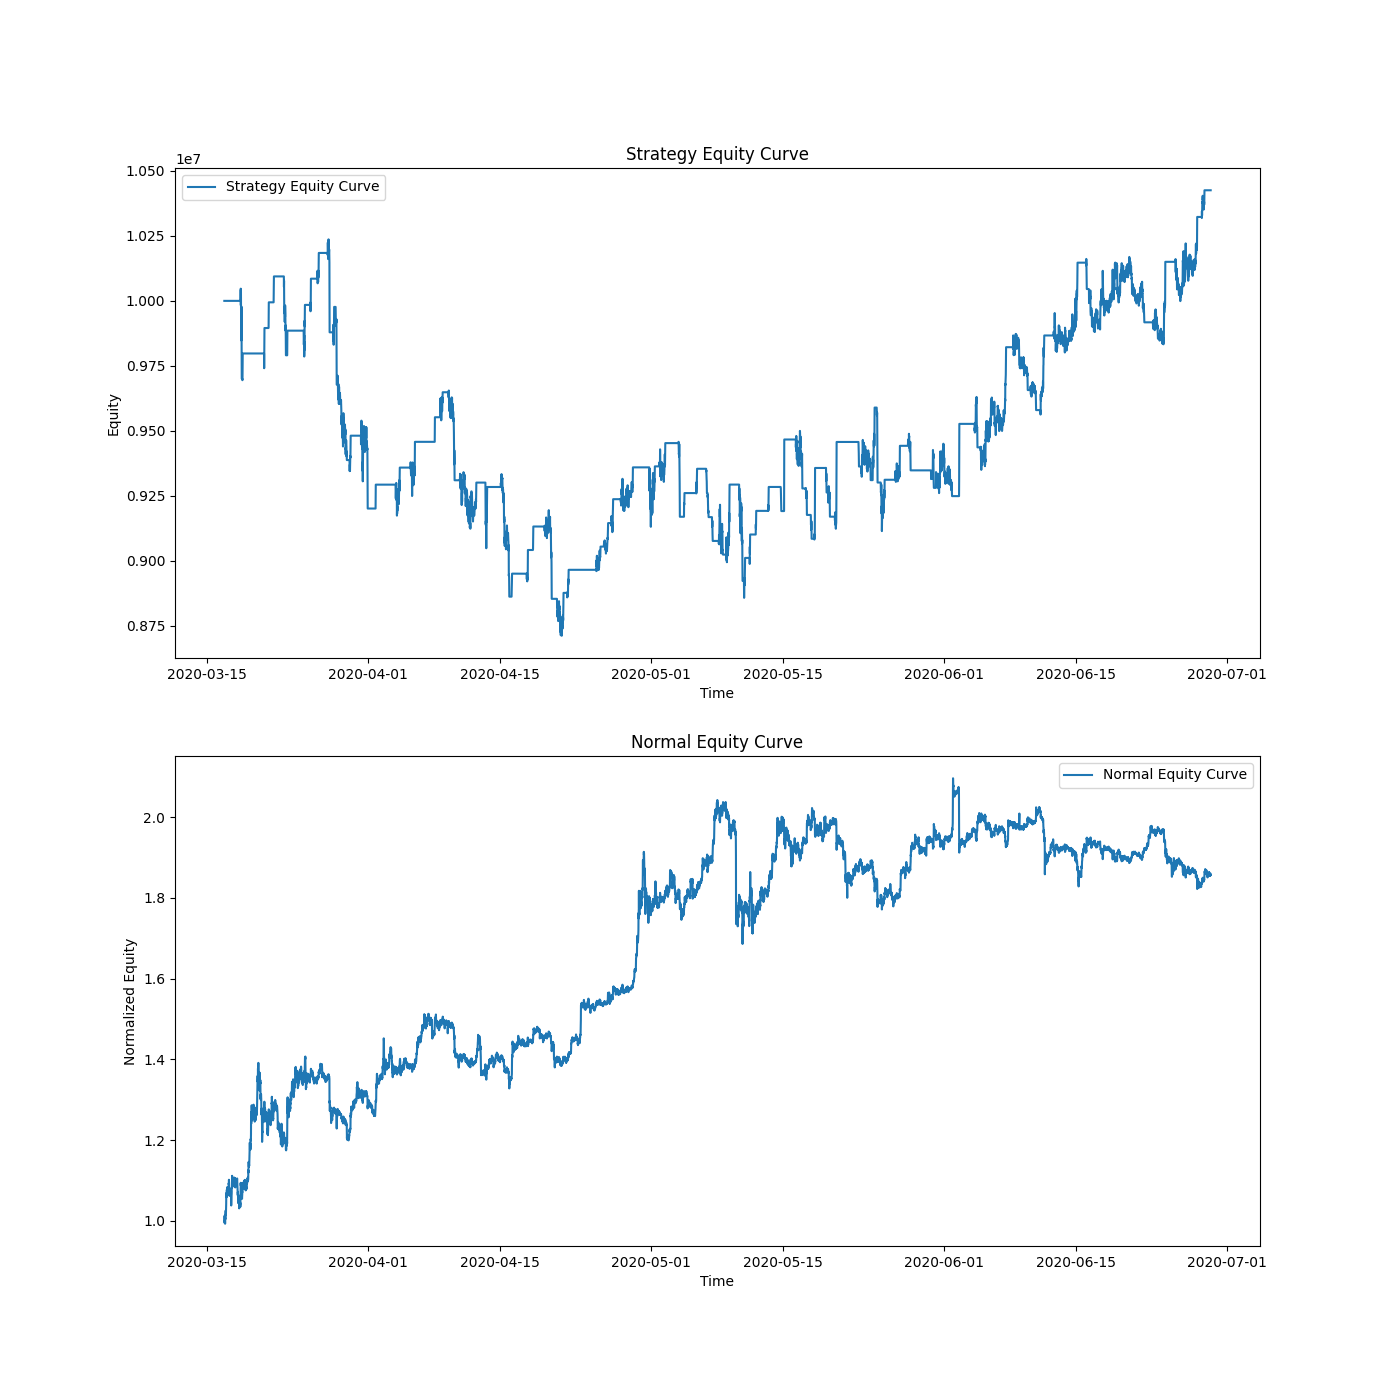 Strategy Equity Curve
1e7
Strategy Equity Curve
1.050
1.025
1.000
0.975
0.950
0.925
0.900
0.875
Equity
2020-03-15 2020-04-01 2020-04-15 2020-05-01 2020-05-15 2020-06-01 2020-06-15 2020-07-01
Time
Normal Equity Curve
Normal Equity Curve
2.0
1.8
1.6
1.4
1.2
1.0
Normalized Equity
2020-03-15 2020-04-01 2020-04-15 2020-05-01 2020-05-15 2020-06-01 2020-06-15 2020-07-01
Time